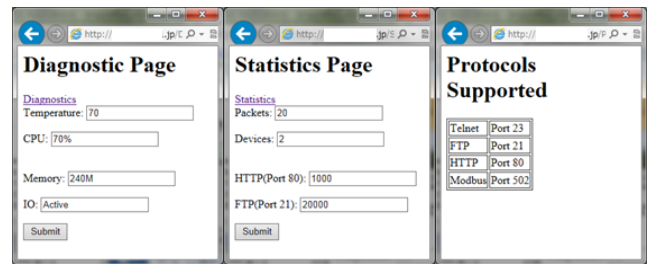 http:// .jp/E
Diagnostic Page
Diagnostics
Temperature: 70
CPU: 70%
Memory: 240M
IO: Active
Submit
http:// jp/S
Statistics Page
Statistics
Packets: 20
Devices: 2
HTTP(Port 80): 1000
FTP(Port 21): 20000
Submit
http:// .jp/P
Protocols
Supported
Telnet Port 23
FTP Port 21
HTTP Port 80
Modbus Port 502